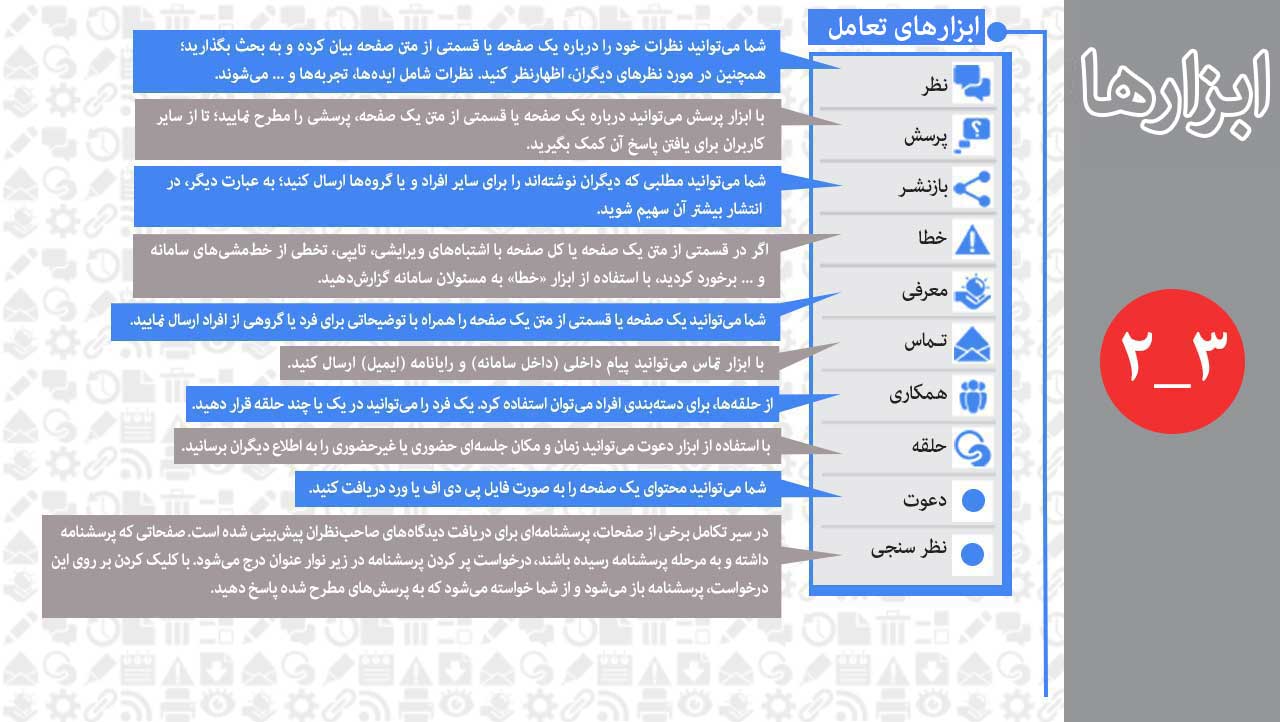 ابزارها
۳_۲
ابزارهای تعامل
نظر
شما می‌توانید نظرات خود را درباره یک صفحه یا قسمتی از متن صفحه بیان کرده و به بحث بگذارید؛
همچنین در مورد نظرهای دیگران، اظهارنظر کنید. نظرات شامل ایده‌ها، تجربه‌ها و ... می‌شوند.
پرسش
با ابزار پرسش می‌توانید درباره یک صفحه یا قسمتی از متن یک صفحه، پرسشی را مطرح نمایید؛ تا از سایر
کاربران برای یافتن پاسخ آن کمک بگیرید.
بازنشـر
شما می‌توانید مطلبی که دیگران نوشته‌اند را برای سایر افراد و یا گروه‌ها ارسال کنید؛ به عبارت دیگر، در
انتشار بیشتر آن سهیم شوید.
خطا
اگر در قسمتی از متن یک صفحه یا کل صفحه با اشتباه‌های ویرایشی، تایپی، تخطی از خط‌مشی‌های سامانه
و ... برخورد کردید، با استفاده از ابزار «خطا» به مسئولان سامانه گزارش‌دهید.
معرفی
شما می‌توانید یک صفحه یا قسمتی از متن یک صفحه را همراه با توضیحاتی برای فرد یا گروهی از افراد ارسال نمایید.
تـماس
با ابزار تماس می‌توانید پیام داخلی (داخل سامانه) و رایانامه (ایمیل) ارسال کنید.
همکاری
از حلقه‌ها، برای دسته‌بندی افراد می‌توان استفاده کرد. یک فرد را می‌توانید در یک یا چند حلقه قرار دهید.
حلقه
با استفاده از ابزار دعوت می‌توانید زمان و مکان جلسه‌ای حضوری یا غیرحضوری را به اطلاع دیگران برسانید.
دعوت
شما می‌توانید محتوای یک صفحه را به صورت فایل پی دی اف یا ورد دریافت کنید.
نظر سنجی
در سیر تکامل برخی از صفحات، پرسشنامه‌ای برای دریافت دیدگاه‌های صاحب‌نظران پیش‌بینی شده است. صفحاتی که پرسشنامه
داشته و به مرحله پرسشنامه رسیده باشند، درخواست پر کردن پرسشنامه در زیر نوار عنوان درج می‌شود. با کلیک کردن بر روی این
درخواست، پرسشنامه باز می‌شود و از شما خواسته می‌شود که به پرسش‌های مطرح شده پاسخ دهید.